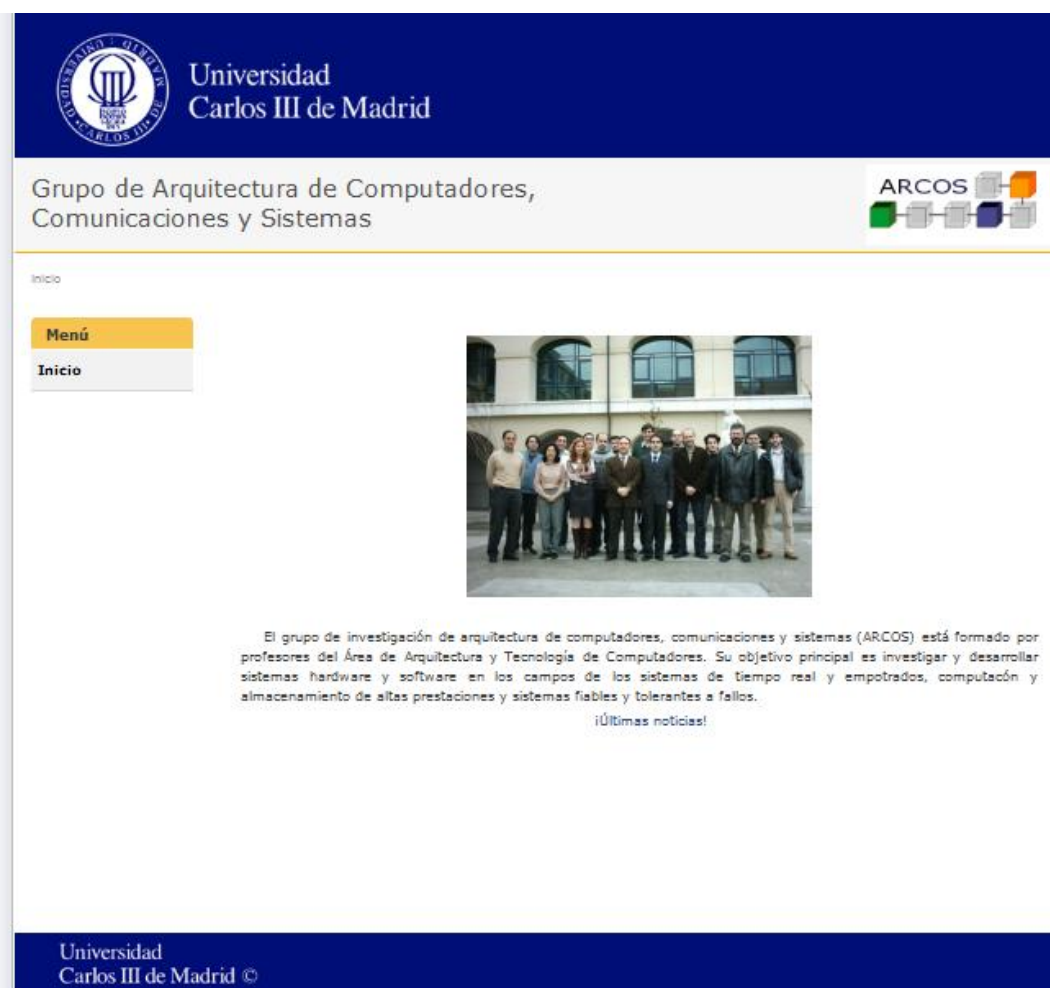 Universidad
Carlos III de Madrid
Grupo de Arquitectura de Computadores,
Comunicaciones y Sistemas
ARCOS
Inicio
Menú
Inicio
El grupo de investigación de arquitectura de computadores, comunicaciones y sistemas (ARCOS) está formado por
profesores del Área de Arquitectura y Tecnología de Computadores. Su objetivo principal es investigar y desarrollar
sistemas hardware y software en los campos de los sistemas de tiempo real y empotrados, computacón y
almacenamiento de altas prestaciones y sistemas fiables y tolerantes a fallos.
¡Últimas noticias!
Universidad
Carlos III de Madrid ©